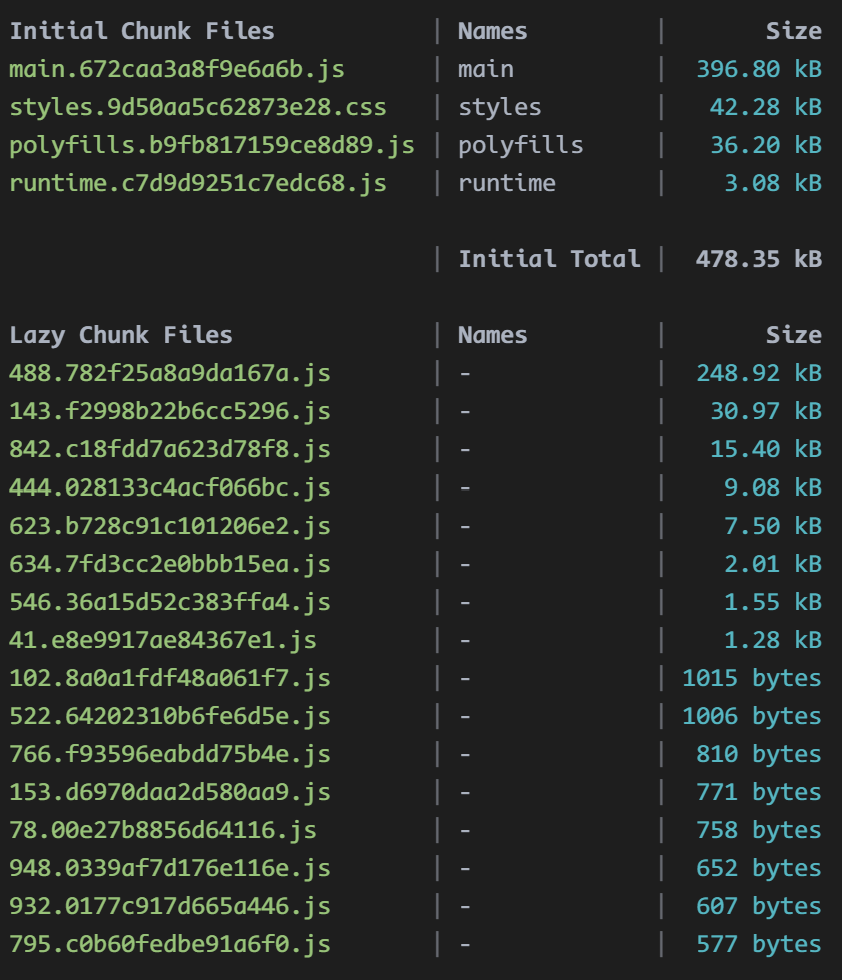 Initial Chunk Files | Names | Size
main.672caa3a8f9e6a6b.js | main | 396.80 kB
styles.9d50aa5c62873e28.css | styles | 42.28 kB
polyfills.b9fb817159ce8d89.js | polyfills | 36.20 kB
runtime.c7d9d9251c7edc68.js | runtime | 3.08 kB
| Initial Total | 478.35 kB
Lazy Chunk Files | Names | Size
488.782f25a8a9da167a.js | - | 248.92 kB
143.f2998b22b6cc5296.js | - | 30.97 kB
842.c18fdd7a623d78f8.js | - | 15.40 kB
444.028133c4acf066bc.js | - | 9.08 kB
623.b728c91c101206e2.js | - | 7.50 kB
634.7fd3cc2e0bbb15ea.js | - | 2.01 kB
546.36a15d52c383ffa4.js | - | 1.55 kB
41.e8e9917ae84367e1.js | - | 1.28 kB
102.8a0a1fdf48a061f7.js | - | 1015 bytes
522.64202310b6fe6d5e.js | - | 1006 bytes
766.f93596eabdd75b4e.js | - | 810 bytes
153.d6970daa2d580aa9.js | - | 771 bytes
78.00e27b8856d64116.js | - | 758 bytes
948.0339af7d176e116e.js | - | 652 bytes
932.0177c917d665a446.js | - | 607 bytes
795.c0b60fedbe91a6f0.js | - | 577 bytes